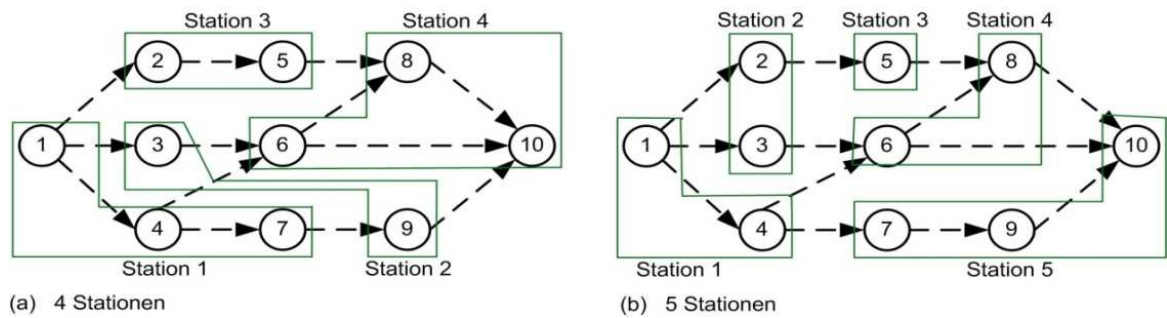 Station 3 Station 4
2 5 8
1 3 6 10
4 7 9
Station 1 Station 2
(a) 4 Stationen
Station 2 Station 3 Station 4
2 5 8
1 3 6 10
4 7 9
Station 1 Station 5
(b) 5 Stationen